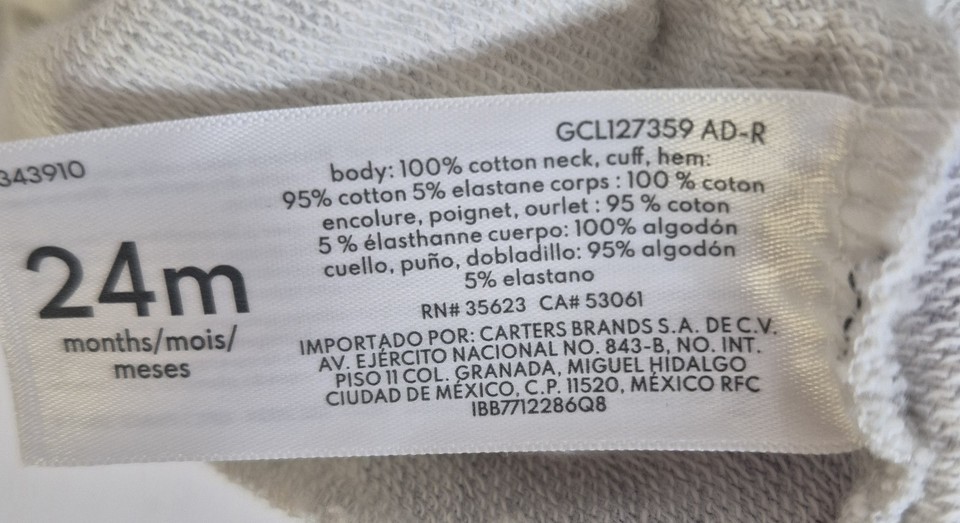 343910
24m
months/mois/
meses
GCL127359 AD-R
body: 100% cotton neck, cuff, hem:
95% cotton 5% elastane corps : 100 % coton
encolure, poignet, ourlet : 95 % coton
5 % élasthanne cuerpo: 100% algodón
cuello, puño, dobladillo: 95% algodón
5% elastano
RN# 35623 CA# 53061
IMPORTADO POR: CARTERS BRANDS S.A. DE C.V.
AV. EJÉRCITO NACIONAL NO. 843-B, NO. INT.
PISO 11 COL. GRANADA, MIGUEL HIDALGO
CIUDAD DE MÉXICO, C.P. 11520, MÉXICO RFC
IBB7712286Q8